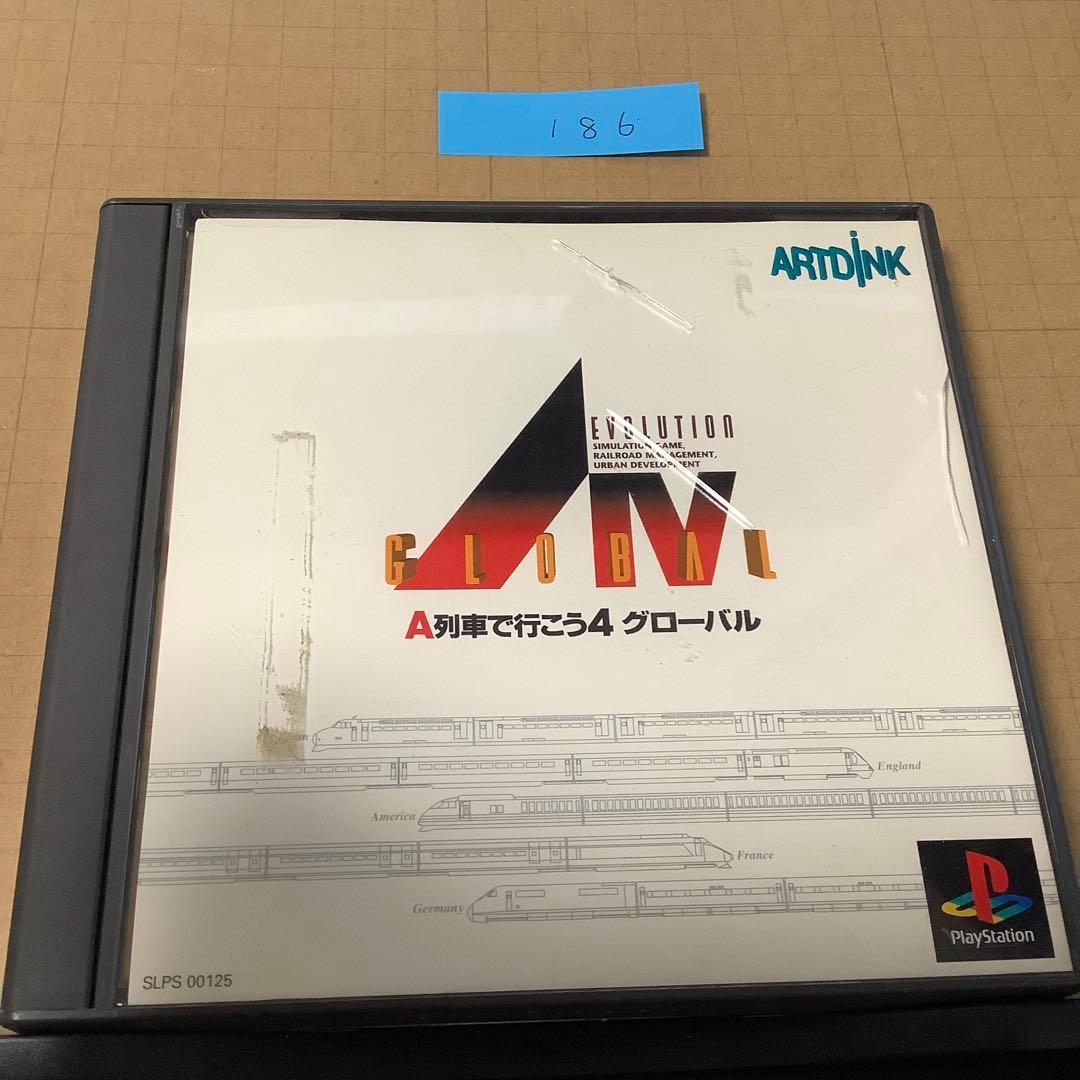 186
ARTDINK
EVOLUTION
SIMULATION GAME,
RAILROAD MANAGEMENT,
URBAN DEVELOPMENT
AIV
GLOBAL
A列車で行こう4 グローバル
England
America
France
Germany
PlayStation
SLPS 00125